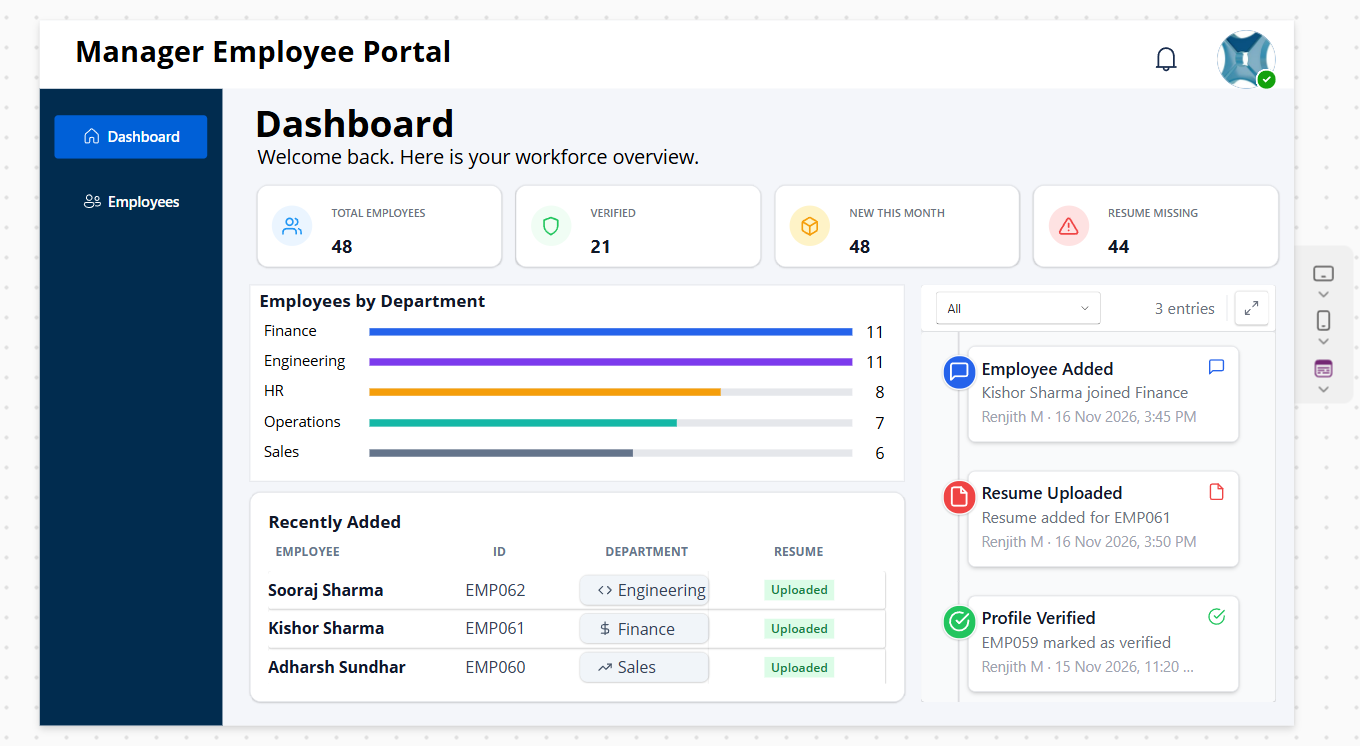 Manager Employee Portal
Dashboard
Employees
Dashboard
Welcome back. Here is your workforce overview.
TOTAL EMPLOYEES
48
VERIFIED
21
NEW THIS MONTH
48
RESUME MISSING
44
Employees by Department
Finance 11
Engineering 11
HR 8
Operations 7
Sales 6
Recently Added
EMPLOYEE ID DEPARTMENT RESUME
Sooraj Sharma EMP062 <> Engineering Uploaded
Kishor Sharma EMP061 $ Finance Uploaded
Adharsh Sundhar EMP060 Sales Uploaded
All 3 entries
Employee Added
Kishor Sharma joined Finance
Renjith M · 16 Nov 2026, 3:45 PM
Resume Uploaded
Resume added for EMP061
Renjith M · 16 Nov 2026, 3:50 PM
Profile Verified
EMP059 marked as verified
Renjith M · 15 Nov 2026, 11:20 ...